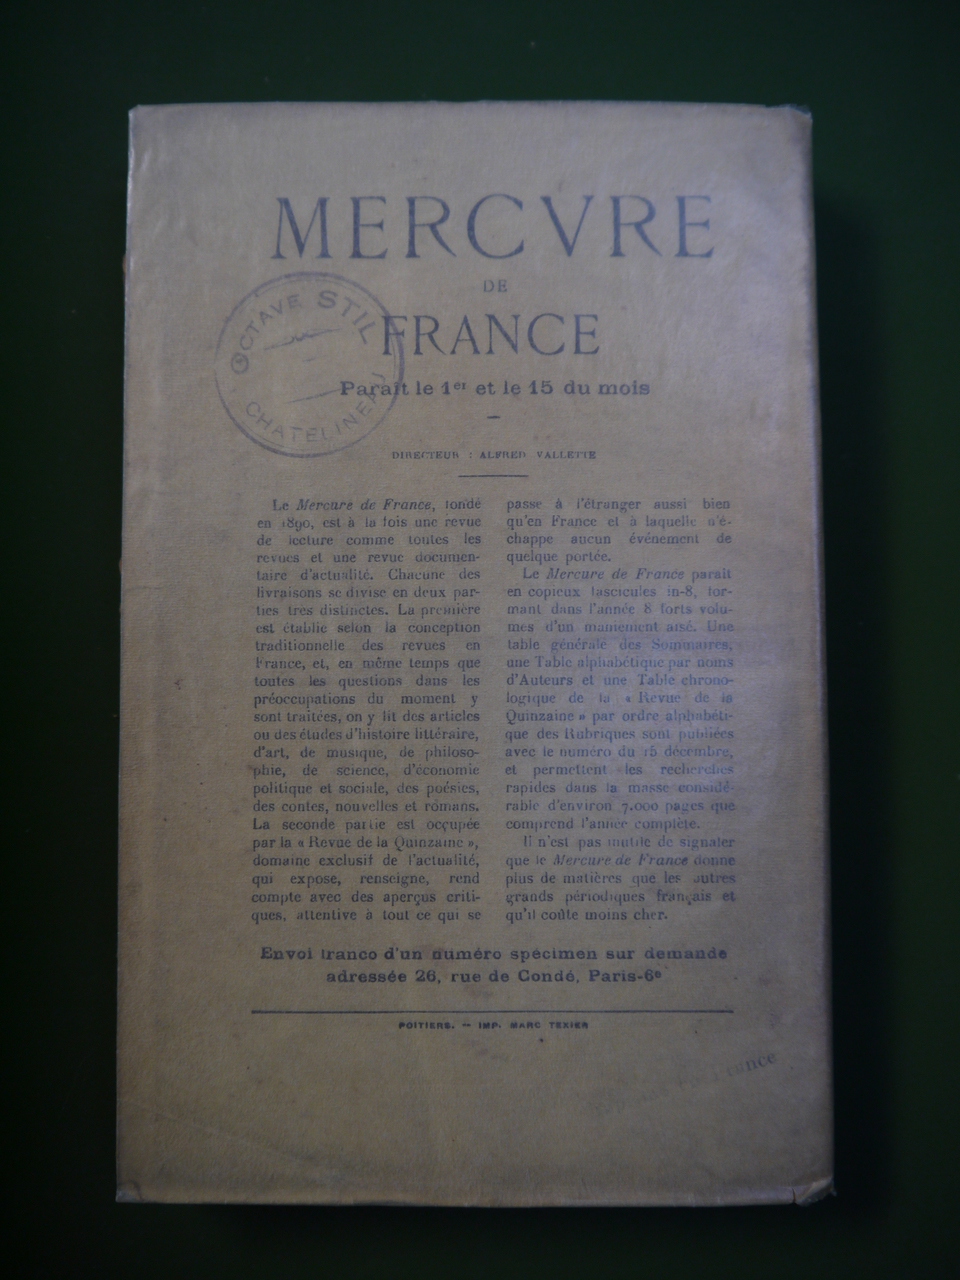 MERCVRE
DE
FRANCE
OCTAVE STIL
CHATELINEAU
Parait le 1er et le 15 du mois
DIRECTEUR : ALFRED VALLETTE
Le Mercure de France, fondé
en 1890, est à la fois une revue
de lecture comme toutes les
revues et une revue documen-
taire d'actualité. Chacune des
livraisons se divise en deux par-
ties très distinctes. La première
est établie selon la conception
traditionnelle des revues en
France, et, en même temps que
toutes les questions dans les
préoccupations du moment y
sont traitées, on y lit des articles
ou des études d'histoire littéraire,
d'art, de musique, de philoso-
phie, de science, d'économie
politique et sociale, des poésies,
des contes, nouvelles et romans.
La seconde partie est occupée
par la « Revue de la Quinzaine »,
domaine exclusif de l'actualité,
qui expose, renseigne, rend
compte avec des aperçus criti-
ques, attentive à tout ce qui se
passe à l'étranger aussi bien
qu'en France et à laquelle n'é-
chappe aucun événement de
quelque portée.
Le Mercure de France parait
en copieux fascicules in-8, for-
mant dans l'année 8 forts volu-
mes d'un maniement aisé. Une
table générale des Sommaires,
une Table alphabétique par noms
d'Auteurs et une Table chrono-
logique de la « Revue de la
Quinzaine » par ordre alphabéti-
que des Rubriques sont publiées
avec le numéro du 15 décembre,
et permettent les recherches
rapides dans la masse considé-
rable d'environ 7.000 pages que
comprend l'année complète.
Il n'est pas inutile de signaler
que le Mercure de France donne
plus de matières que les autres
grands périodiques français et
qu'il coûte moins cher.
Envoi franco d'un numéro spécimen sur demande
adressée 26, rue de Condé, Paris-6e
POITIERS. — IMP. MARC TEXIER
France